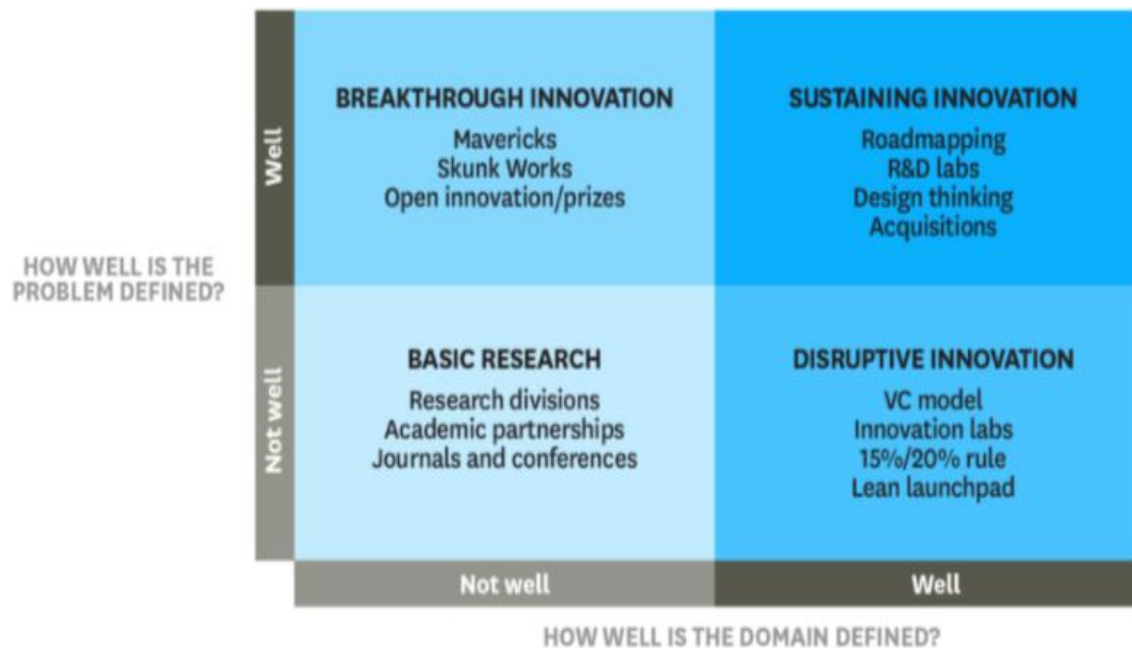 BREAKTHROUGH INNOVATION
Mavericks
Skunk Works
Open innovation/prizes
SUSTAINING INNOVATION
Roadmapping
R&D labs
Design thinking
Acquisitions
Well
HOW WELL IS THE
PROBLEM DEFINED?
Not well
BASIC RESEARCH
Research divisions
Academic partnerships
Journals and conferences
DISRUPTIVE INNOVATION
VC model
Innovation labs
15%/20% rule
Lean launchpad
Not well
Well
HOW WELL IS THE DOMAIN DEFINED?